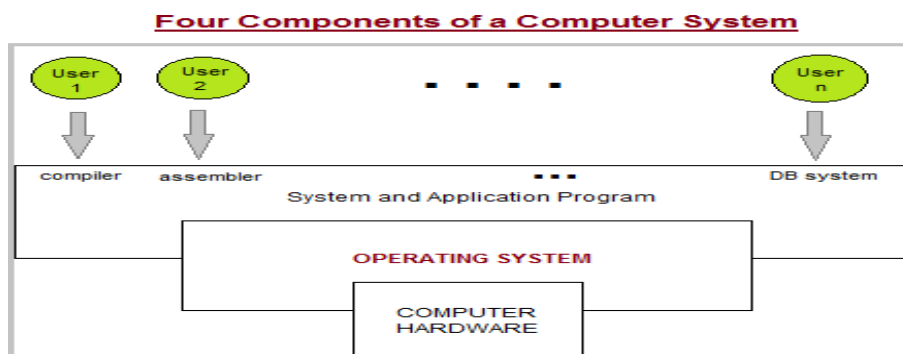 Four Components of a Computer System
User
1
User
2
. . . .
User
n
compiler
assembler
...
DB system
System and Application Program
OPERATING SYSTEM
COMPUTER
HARDWARE